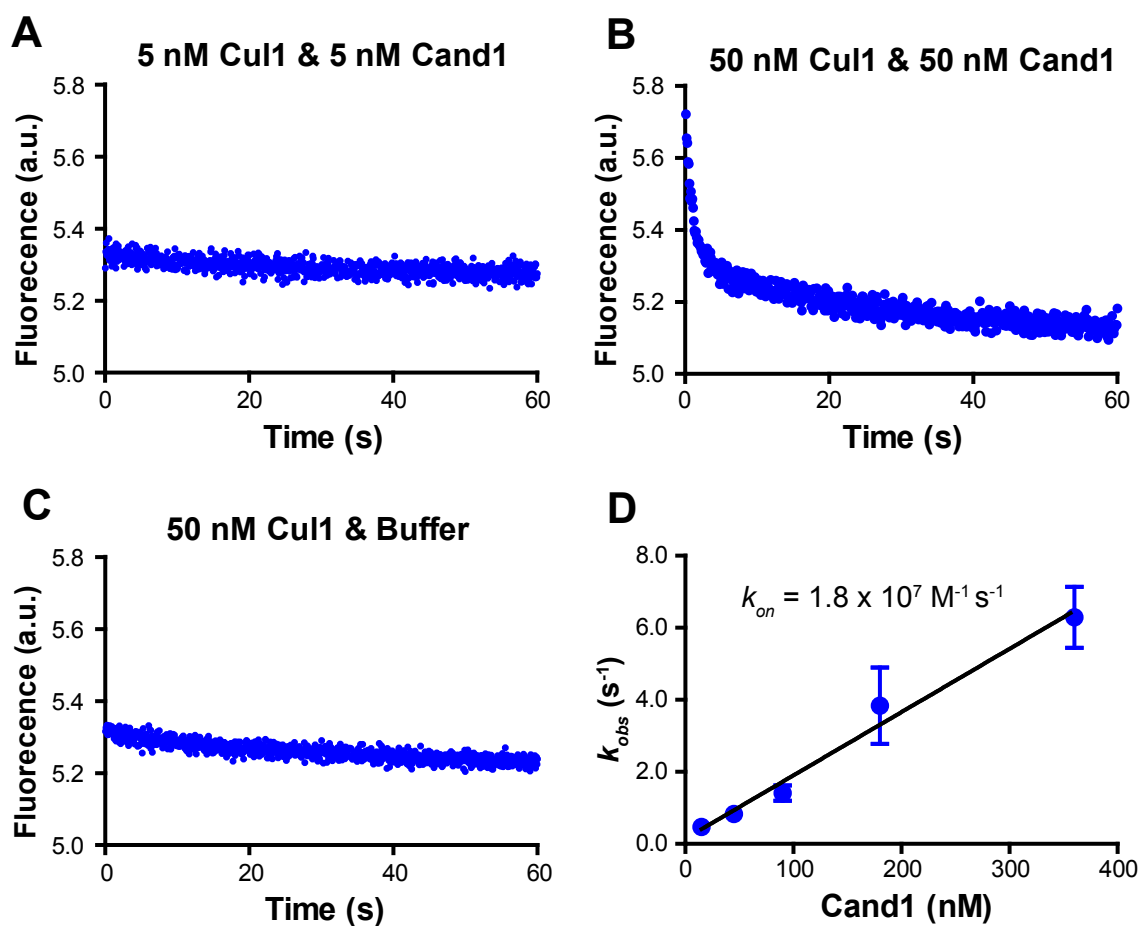 A
5 nM Cul1 & 5 nM Cand1
Fluorecence (a.u.)
5.8
5.6
5.4
5.2
5.0
0
20
40
60
Time (s)
B
50 nM Cul1 & 50 nM Cand1
Fluorecence (a.u.)
5.8
5.6
5.4
5.2
5.0
0
20
40
60
Time (s)
C
50 nM Cul1 & Buffer
Fluorecence (a.u.)
5.8
5.6
5.4
5.2
5.0
0
20
40
60
Time (s)
D
k_on = 1.8 x 10⁷ M⁻¹ s⁻¹
k_obs (s⁻¹)
8.0
6.0
4.0
2.0
0.0
0
100
200
300
400
Cand1 (nM)